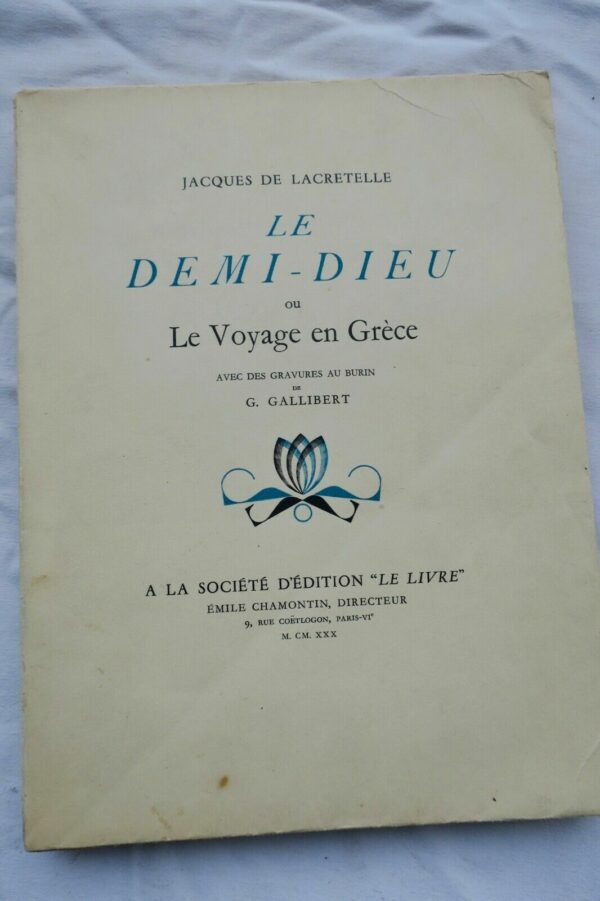 JACQUES DE LACRETELLE
LE
DEMI-DIEU
ou
Le Voyage en Grèce
AVEC DES GRAVURES AU BURIN
DE
G. GALLIBERT
A LA SOCIÉTÉ D'ÉDITION "LE LIVRE"
ÉMILE CHAMONTIN, DIRECTEUR
9, RUE COËTLOGON, PARIS-VIe
M. CM. XXX